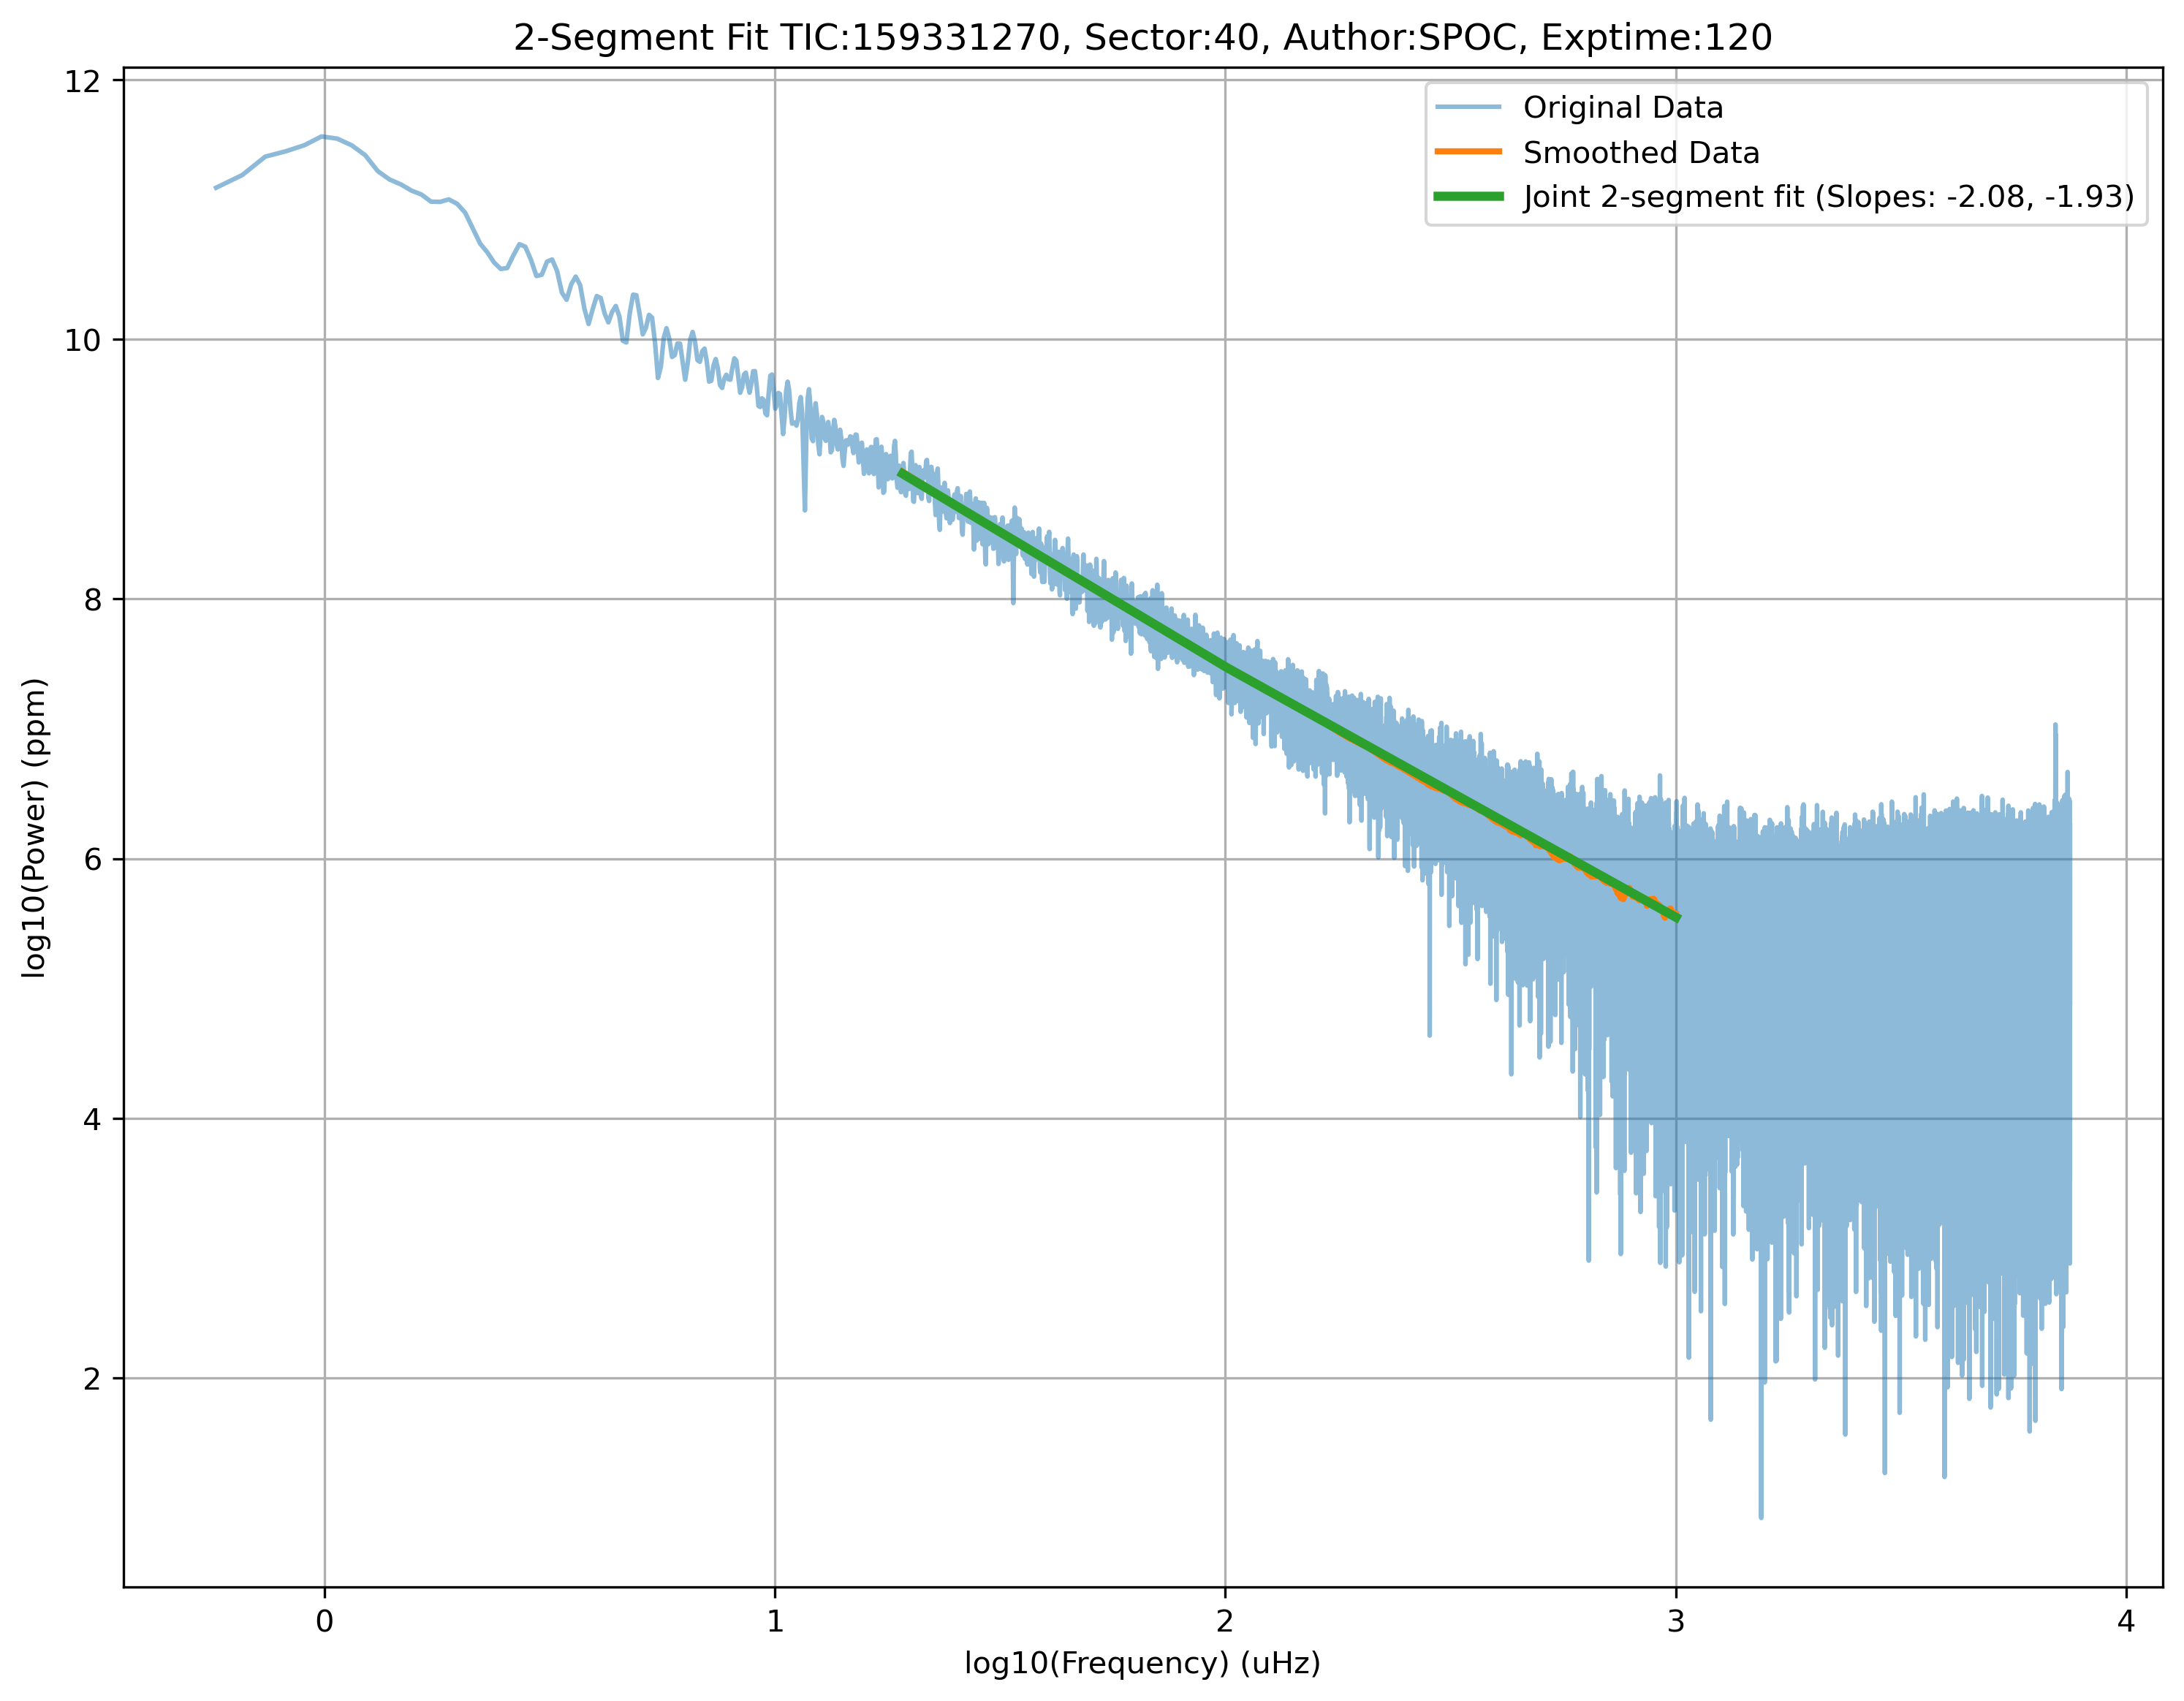 2-Segment Fit TIC:159331270, Sector:40, Author:SPOC, Exptime:120
Original Data
Smoothed Data
Joint 2-segment fit (Slopes: -2.08, -1.93)
12
10
8
6
4
2
log10(Power) (ppm)
0 1 2 3 4
log10(Frequency) (uHz)